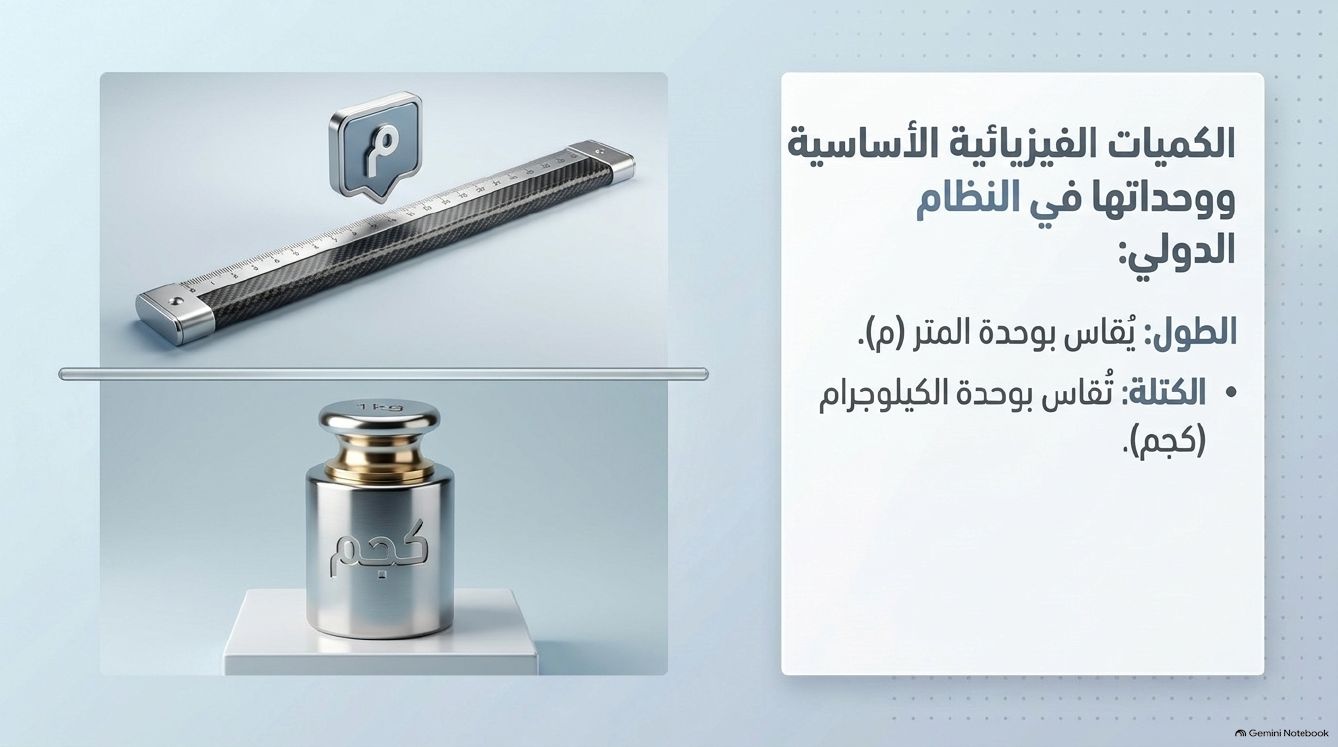 الكميات الفيزيائية الأساسية
ووحداتها في النظام
الدولي:
الطول: يُقاس بوحدة المتر (م).
• الكتلة: تُقاس بوحدة الكيلوجرام
(كجم).
م
1kg
كجم
Gemini Notebook